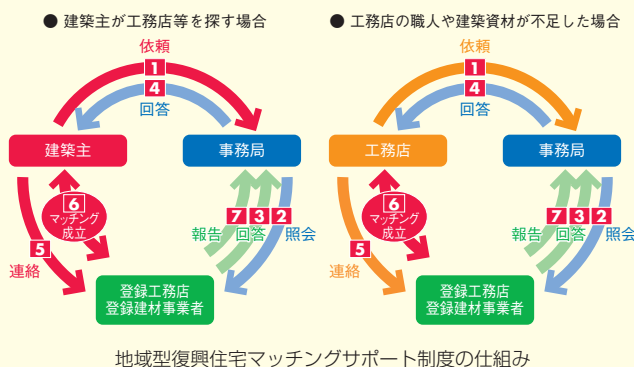 ● 建築主が工務店等を探す場合
依頼
1
4
回答
建築主
事務局
6
マッチング
成立
7 3 2
報告 回答 照会
5
連絡
登録工務店
登録建材事業者
● 工務店の職人や建築資材が不足した場合
依頼
1
4
回答
工務店
事務局
6
マッチング
成立
7 3 2
報告 回答 照会
5
連絡
登録工務店
登録建材事業者
地域型復興住宅マッチングサポート制度の仕組み